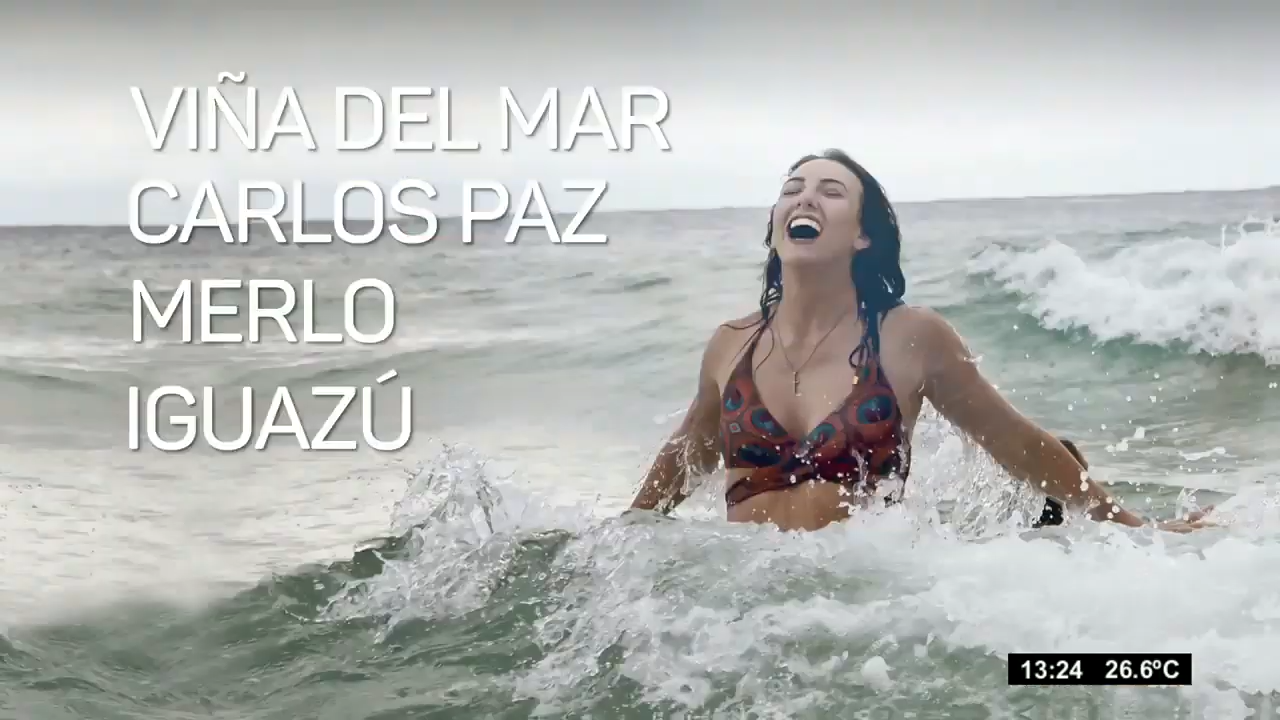 VIÑA DEL MAR
CARLOS PAZ
MERLO
IGUAZÚ
13:24 26.6ºC